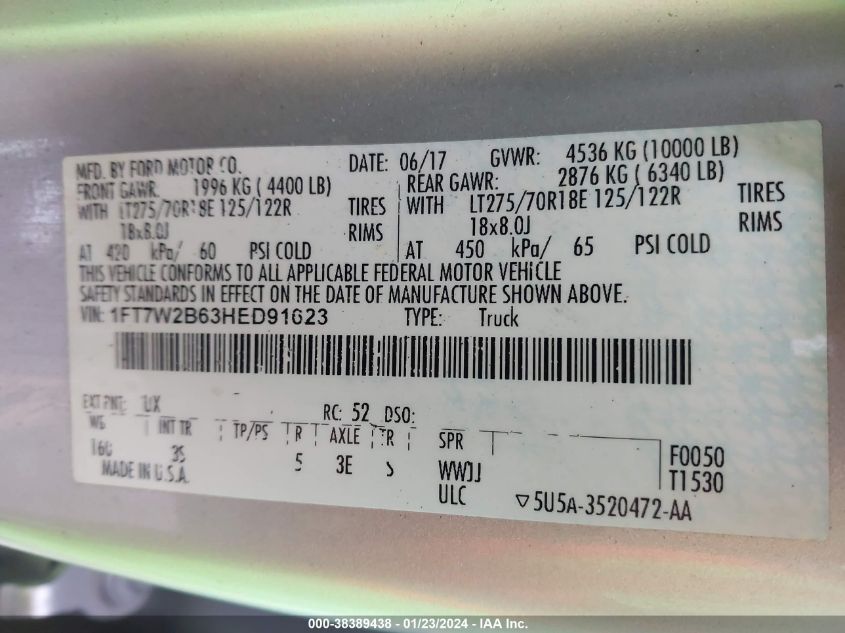 MFD. BY FORD MOTOR CO. DATE: 06/17 GVWR: 4536 KG (10000 LB)
FRONT GAWR: 1996 KG ( 4400 LB) REAR GAWR: 2876 KG ( 6340 LB)
WITH LT275/70R18E 125/122R TIRES WITH LT275/70R18E 125/122R TIRES
18x8.0J RIMS 18x8.0J RIMS
AT 420 kPa/ 60 PSI COLD AT 450 kPa/ 65 PSI COLD
THIS VEHICLE CONFORMS TO ALL APPLICABLE FEDERAL MOTOR VEHICLE
SAFETY STANDARDS IN EFFECT ON THE DATE OF MANUFACTURE SHOWN ABOVE.
VIN: 1FT7W2B63HED91623 TYPE: Truck
EXT PNT: UX RC: 52 DSO:
WB INT TR TP/PS R AXLE TR SPR
160 3S 5 3E WWJJ F0050
MADE IN U.S.A. ULC T1530
5U5A-3520472-AA
000-38389438 - 01/23/2024 - IAA Inc.